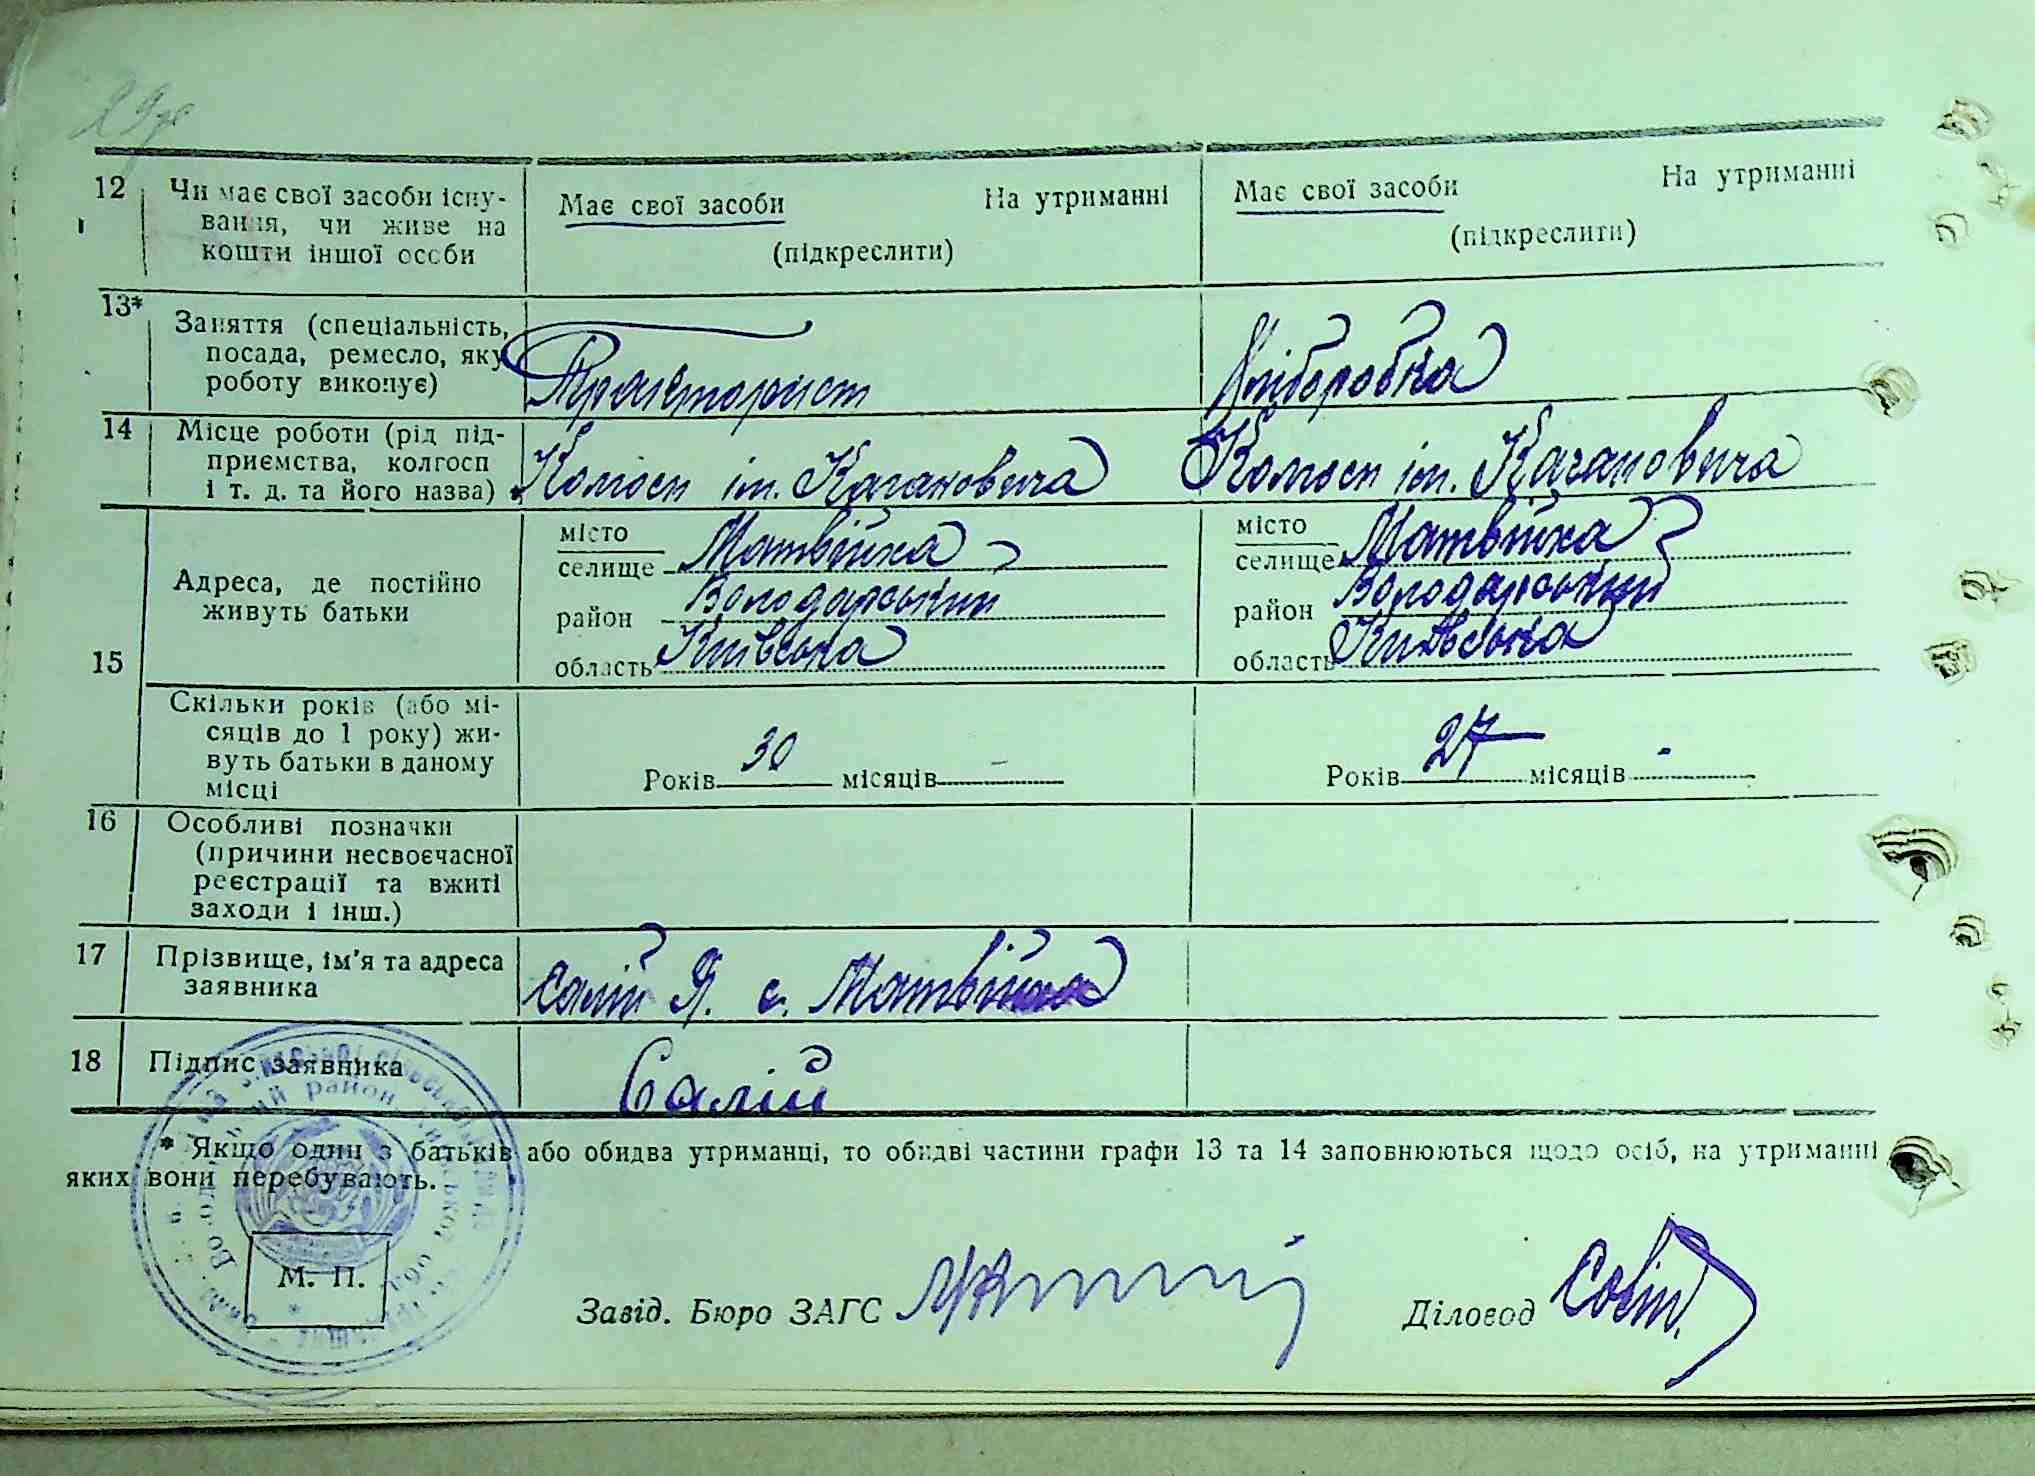 12 Чи має свої засоби існу-
вання, чи живе на
кошти іншої особи
Має свої засоби На утриманні
(підкреслити)
Має свої засоби На утриманні
(підкреслити)
13* Заняття (спеціальність,
посада, ремесло, яку
роботу виконує)
Тракторист
Хліборобка
14 Місце роботи (рід під-
приємства, колгосп
і т. д. та його назва)
Колгосп ім. Кагановича
Колгосп ім. Кагановича
15 Адреса, де постійно
живуть батьки
місто
селище Матвійха
район Володарський
область Київська
місто
селище Матвійха
район Володарський
область Київська
Скільки років (або мі-
сяців до 1 року) жи-
вуть батьки в даному
місці
Років 30 місяців -
Років 27 місяців -
16 Особливі позначки
(причини несвоєчасної
реєстрації та вжиті
заходи і інш.)
17 Прізвище, ім'я та адреса
заявника
Салій Я. с. Матвійха
18 Підпис заявника
Салій
* Якщо один з батьків або обидва утриманці, то обидві частини графи 13 та 14 заповнюються щодо осіб, на утриманні
яких вони перебувають.
М. П.
Завід. Бюро ЗАГС
Діловод